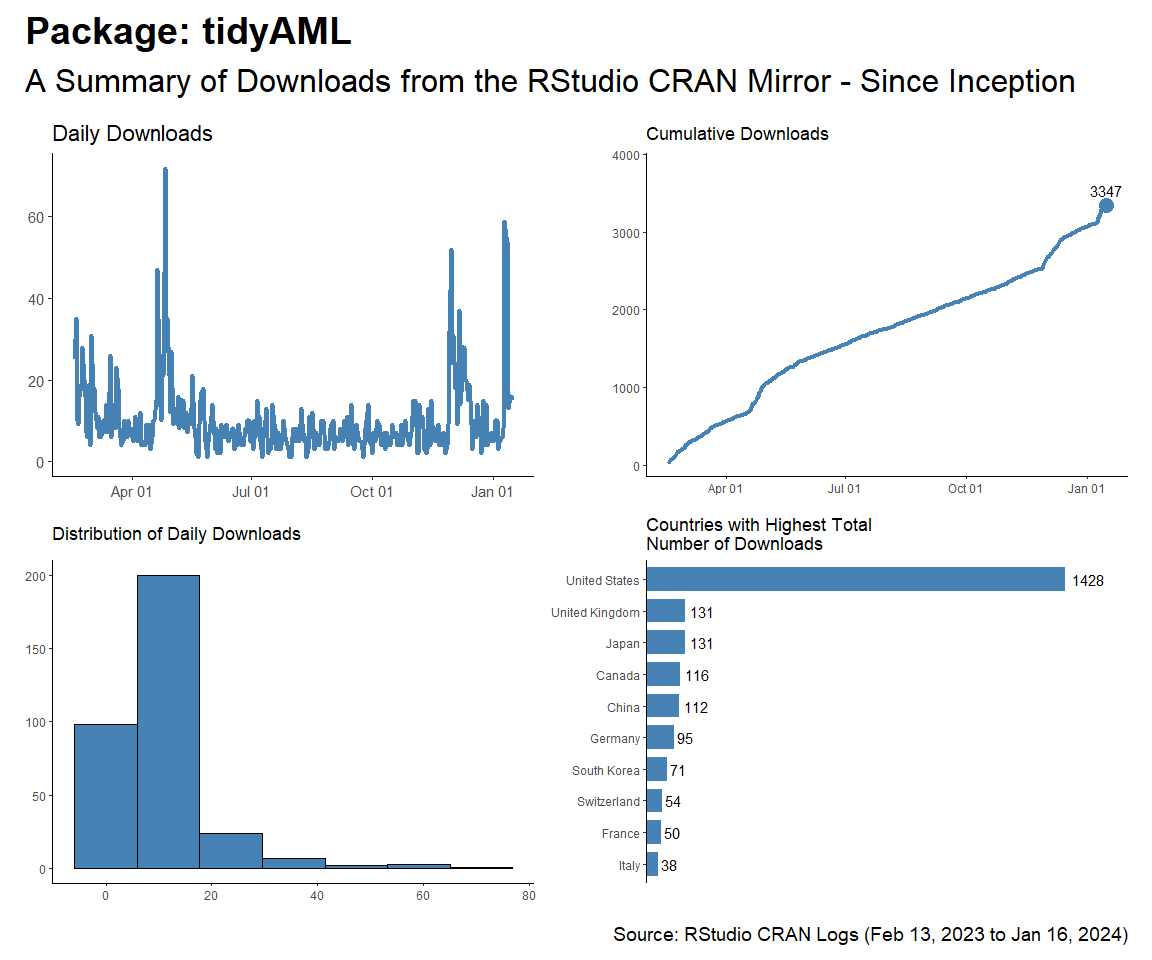 Package: tidyAML
A Summary of Downloads from the RStudio CRAN Mirror - Since Inception
Daily Downloads
60
40
20
0
Apr 01 Jul 01 Oct 01 Jan 01
Cumulative Downloads
4000
3000
2000
1000
0
3347
Apr 01 Jul 01 Oct 01 Jan 01
Distribution of Daily Downloads
200
150
100
50
0
0 20 40 60 80
Countries with Highest Total
Number of Downloads
United States 1428
United Kingdom 131
Japan 131
Canada 116
China 112
Germany 95
South Korea 71
Switzerland 54
France 50
Italy 38
Source: RStudio CRAN Logs (Feb 13, 2023 to Jan 16, 2024)